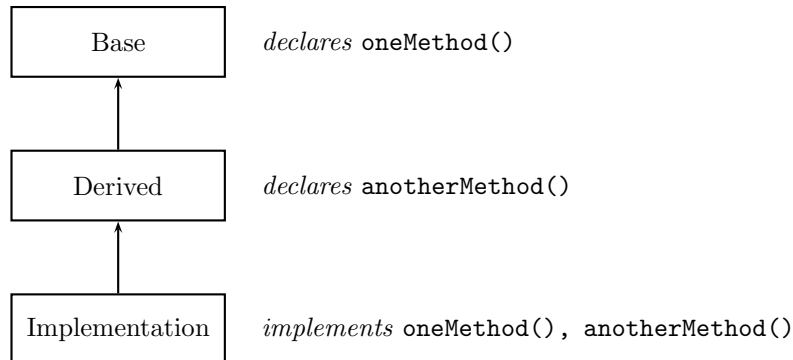 Base declares oneMethod()
Derived declares anotherMethod()
Implementation implements oneMethod(), anotherMethod()